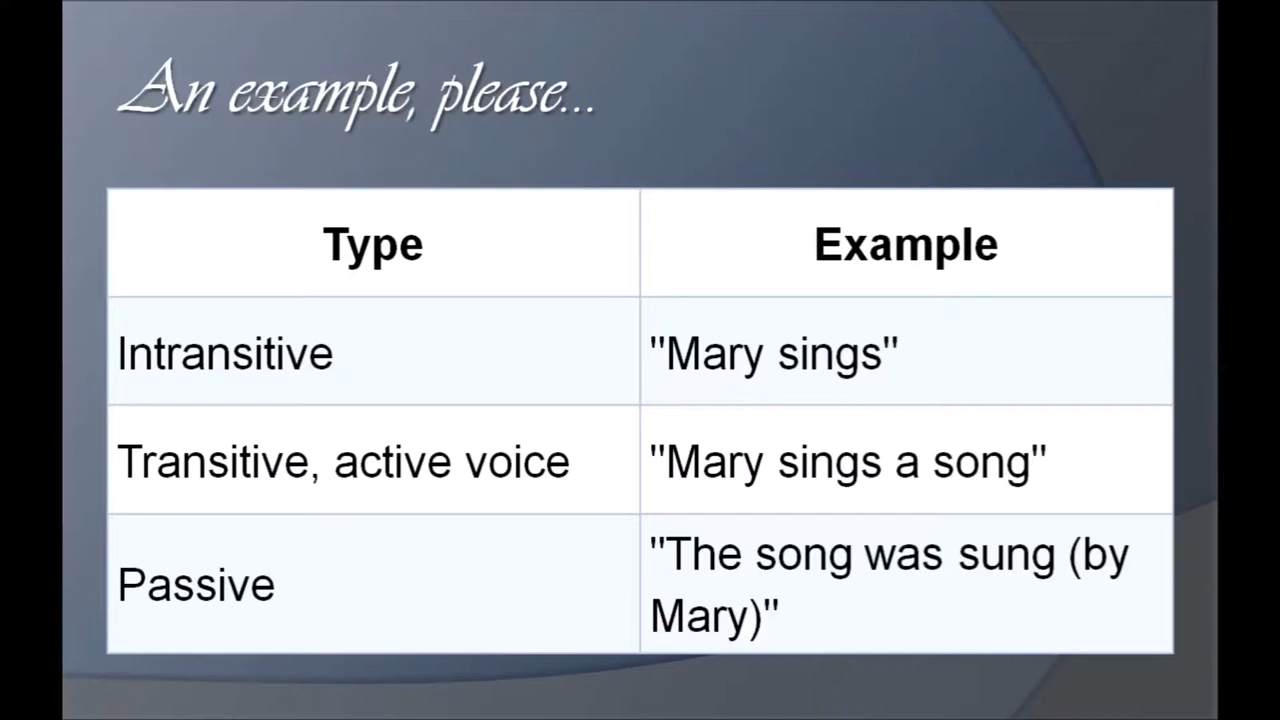 An example, please...
Type Example
Intransitive "Mary sings"
Transitive, active voice "Mary sings a song"
Passive "The song was sung (by
Mary)"